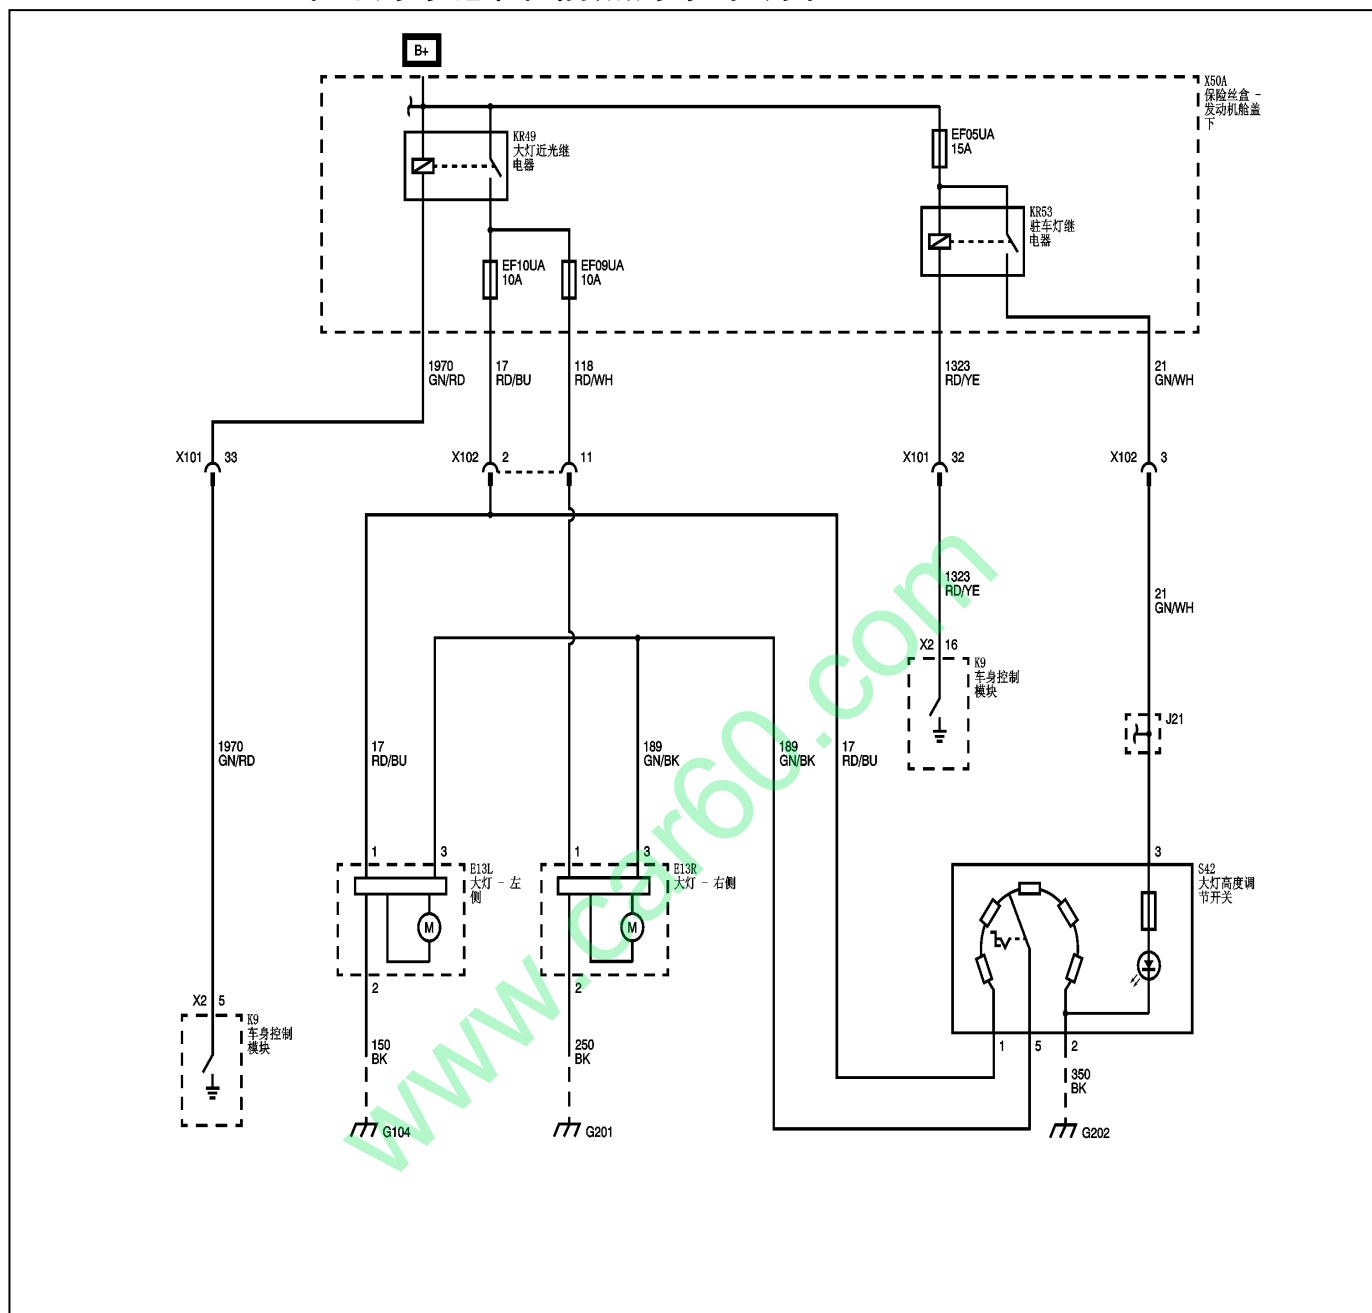 B+
X50A
保险丝盒 -
发动机舱盖
下
KR49
大灯近光继
电器
EF05UA
15A
KR53
驻车灯继
电器
EF10UA
10A
EF09UA
10A
1970
GN/RD
17
RD/BU
118
RD/WH
1323
RD/YE
21
GN/WH
X101
33
X102
2
11
X101
32
X102
3
1323
RD/YE
21
GN/WH
X2
16
K9
车身控制
模块
J21
1970
GN/RD
17
RD/BU
189
GN/BK
189
GN/BK
17
RD/BU
1
3
E13L
大灯 - 左
侧
1
3
E13R
大灯 - 右侧
3
S42
大灯高度调
节开关
M
M
2
2
X2
5
K9
车身控制
模块
150
BK
250
BK
1
5
2
350
BK
G104
G201
G202
www.car60.com